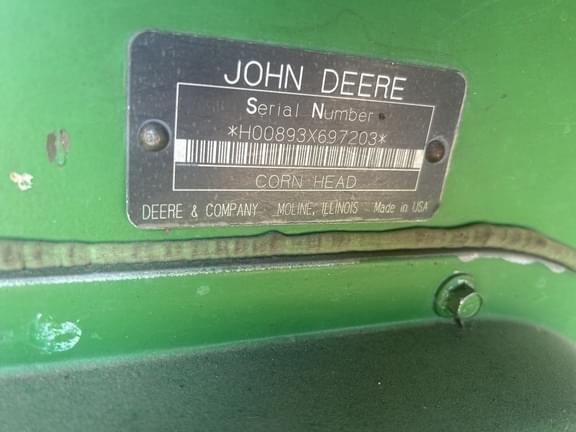 JOHN DEERE
Serial Number
*H00893X697203*
CORN HEAD
DEERE & COMPANY MOLINE, ILLINOIS Made in USA